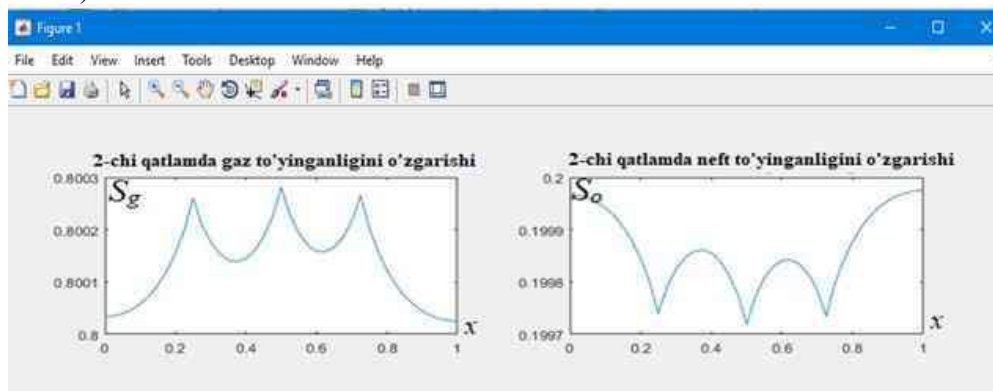 Figure 1
File Edit View Insert Tools Desktop Window Help
2-chi qatlamda gaz to'yinganligini o'zgarishi
0.8003
0.8002
0.8001
0.8
S_g
0 0.2 0.4 0.6 0.8 1
x
2-chi qatlamda neft to'yinganligini o'zgarishi
0.2
0.1999
0.1998
0.1997
S_o
0 0.2 0.4 0.6 0.8 1
x